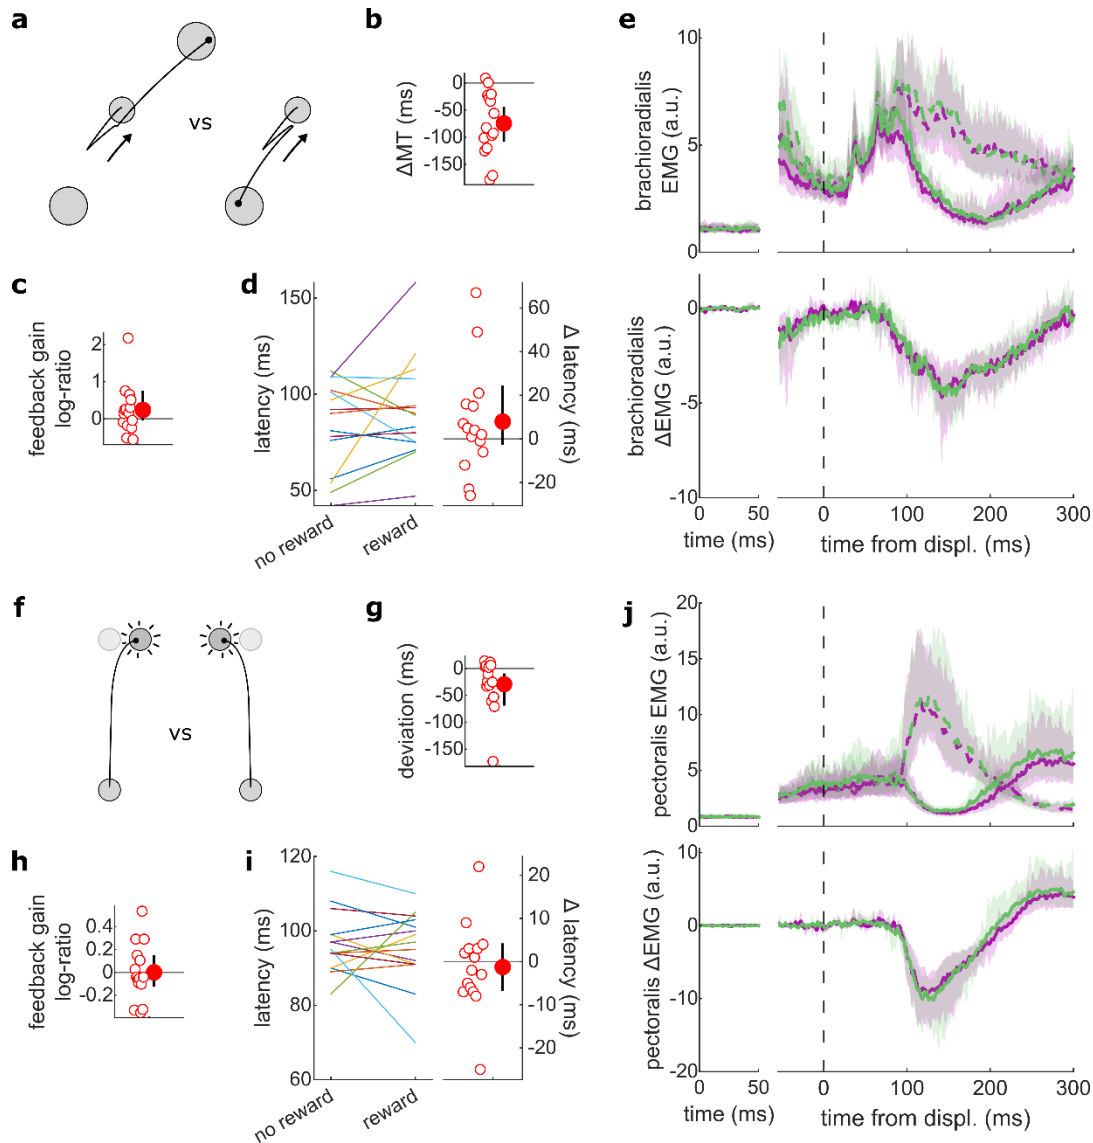 a
vs
b
ΔMT (ms)
0
-50
-100
-150
c
feedback gain
log-ratio
2
1
0
d
latency (ms)
150
100
50
no reward
reward
60
40
20
0
-20
Δ latency (ms)
e
brachioradialis
EMG (a.u.)
10
5
0
brachioradialis
ΔEMG (a.u.)
0
-5
-10
0 50
time (ms)
0 100 200 300
time from displ. (ms)
f
vs
g
deviation (ms)
0
-50
-100
-150
h
feedback gain
log-ratio
0.4
0.2
0
-0.2
i
latency (ms)
120
100
80
60
no reward
reward
20
10
0
-10
-20
Δ latency (ms)
j
pectoralis EMG (a.u.)
20
15
10
5
0
pectoralis ΔEMG (a.u.)
10
0
-10
-20
0 50
time (ms)
0 100 200 300
time from displ. (ms)